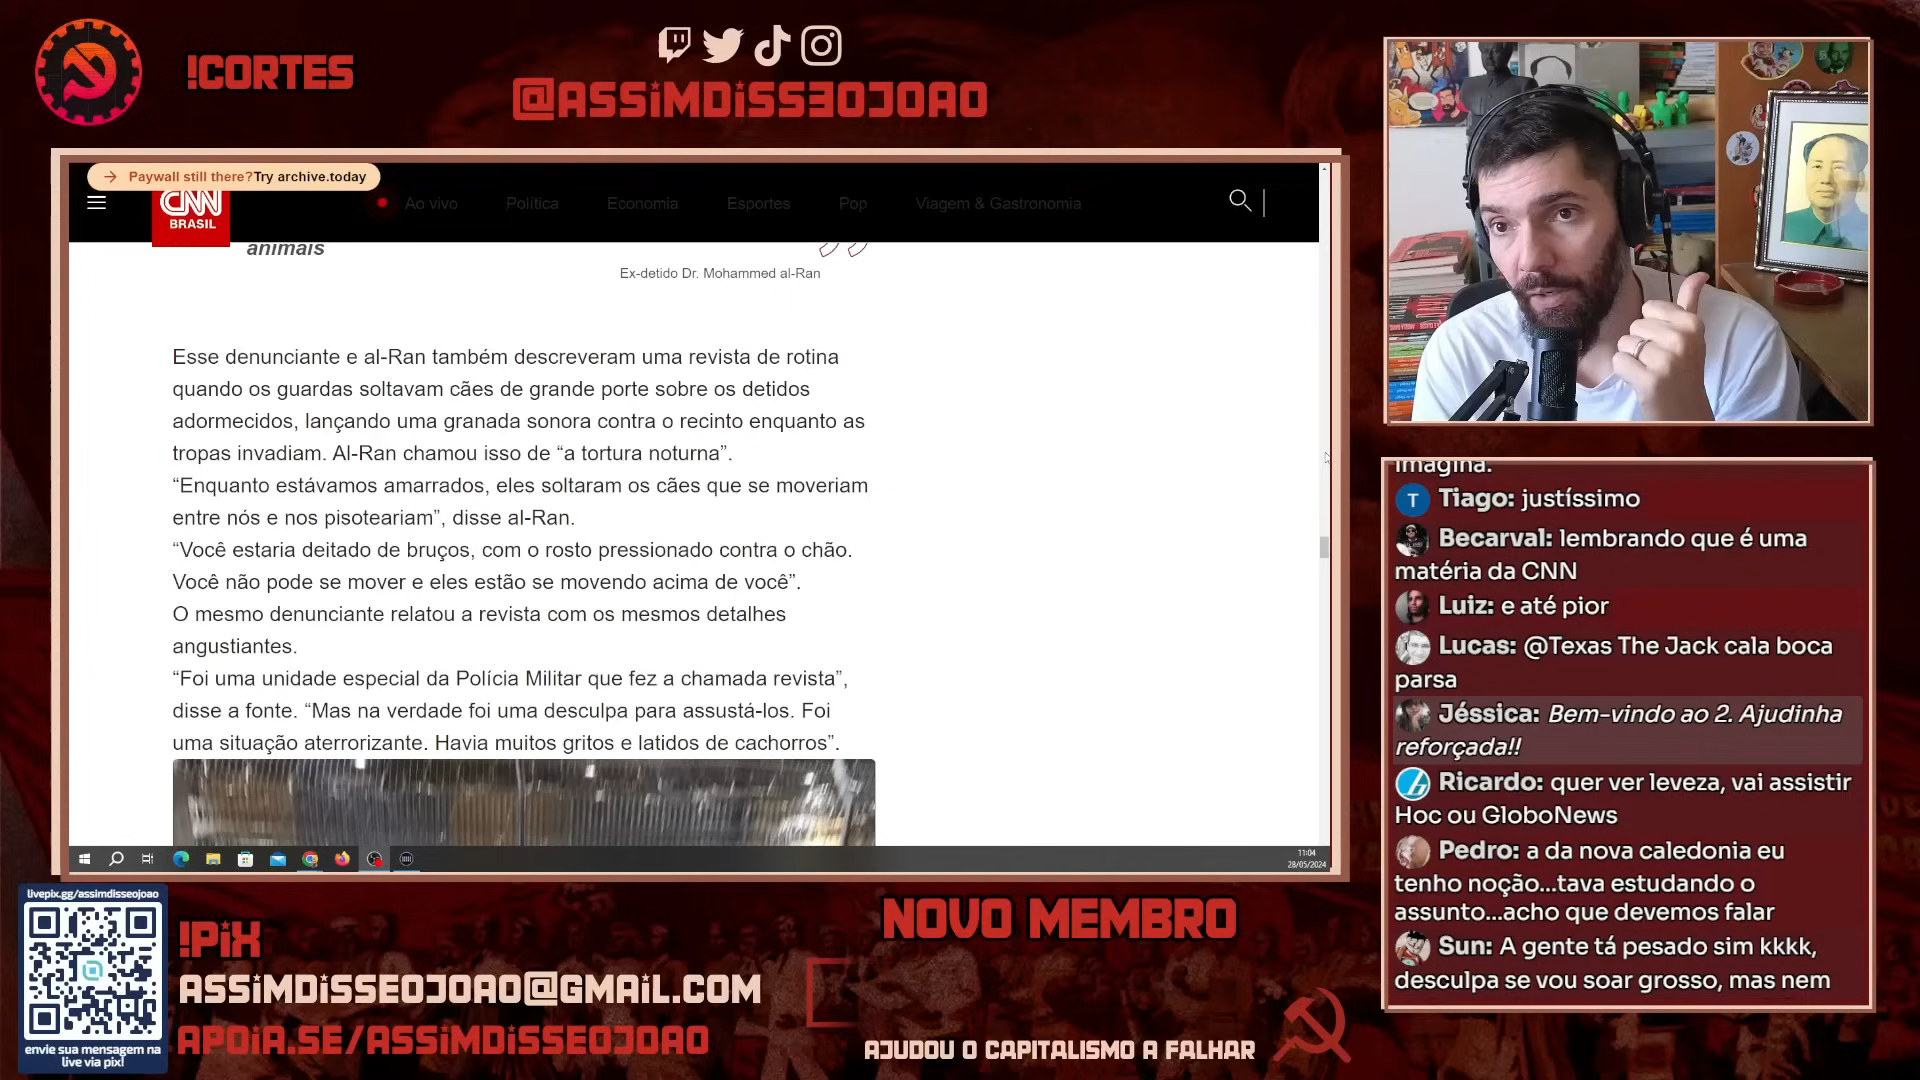 !CORTES
@ASSIMDISSEOJOAO
→ Paywall still there? Try archive.today
CNN
BRASIL
Ao vivo
Política
Economia
Esportes
Pop
Viagem & Gastronomia
animais
Ex-detido Dr. Mohammed al-Ran
Esse denunciante e al-Ran também descreveram uma revista de rotina
quando os guardas soltavam cães de grande porte sobre os detidos
adormecidos, lançando uma granada sonora contra o recinto enquanto as
tropas invadiam. Al-Ran chamou isso de “a tortura noturna”.
“Enquanto estávamos amarrados, eles soltaram os cães que se moveriam
entre nós e nos pisoteariam”, disse al-Ran.
“Você estaria deitado de bruços, com o rosto pressionado contra o chão.
Você não pode se mover e eles estão se movendo acima de você”.
O mesmo denunciante relatou a revista com os mesmos detalhes
angustiantes.
“Foi uma unidade especial da Polícia Militar que fez a chamada revista”,
disse a fonte. “Mas na verdade foi uma desculpa para assustá-los. Foi
uma situação aterrorizante. Havia muitos gritos e latidos de cachorros”.
11:04
28/05/2024
imagina.
T Tiago: justíssimo
Becarval: lembrando que é uma
matéria da CNN
Luiz: e até pior
Lucas: @Texas The Jack cala boca
parsa
Jéssica: Bem-vindo ao 2. Ajudinha
reforçada!!
Ricardo: quer ver leveza, vai assistir
Hoc ou GloboNews
Pedro: a da nova caledonia eu
tenho noção...tava estudando o
assunto...acho que devemos falar
Sun: A gente tá pesado sim kkkk,
desculpa se vou soar grosso, mas nem
livepix.gg/assimdisseojoao
envie sua mensagem na
live via pix!
!PIX
ASSIMDISSEOJOAO@GMAIL.COM
APOIA.SE/ASSIMDISSEOJOAO
NOVO MEMBRO
AJUDOU O CAPITALISMO A FALHAR